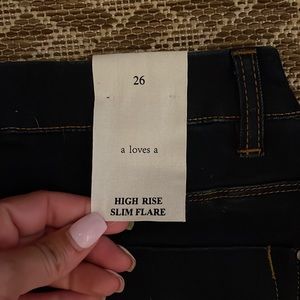 26
a loves a
HIGH RISE
SLIM FLARE